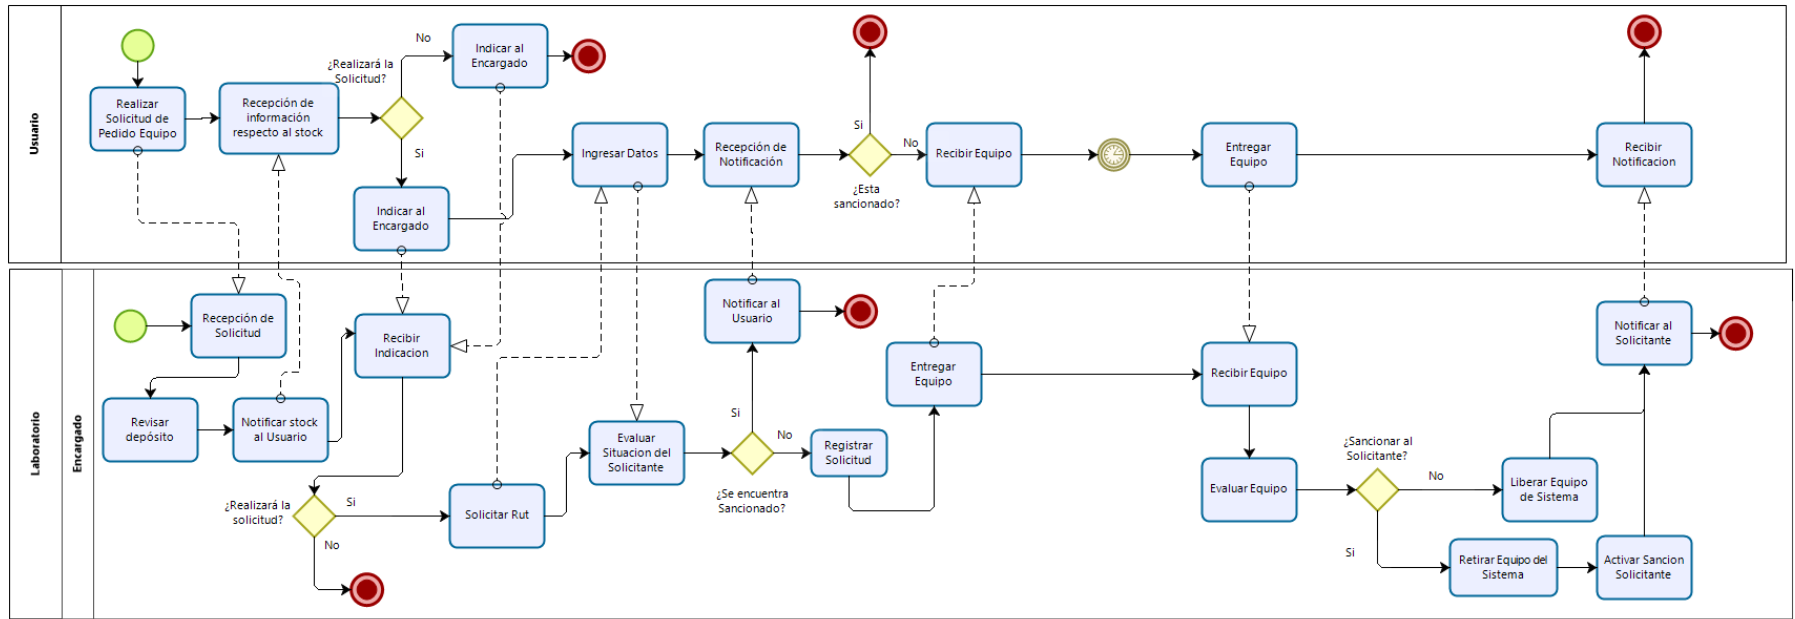 Usuario
Realizar
Solicitud de
Pedido Equipo
Recepción de
información
respecto al stock
¿Realizará la
Solicitud?
No
Indicar al
Encargado
Si
Indicar al
Encargado
Ingresar Datos
Recepción de
Notificación
Si
No
¿Esta
sancionado?
Recibir Equipo
Entregar
Equipo
Recibir
Notificacion
Laboratorio
Encargado
Recepción de
Solicitud
Revisar
depósito
Notificar stock
al Usuario
Recibir
Indicacion
¿Realizará la
solicitud?
Si
No
Solicitar Rut
Evaluar
Situacion del
Solicitante
Si
No
¿Se encuentra
Sancionado?
Notificar al
Usuario
Registrar
Solicitud
Entregar
Equipo
Recibir Equipo
Evaluar Equipo
¿Sancionar al
Solicitante?
No
Si
Liberar Equipo
de Sistema
Retirar Equipo del
Sistema
Activar Sancion
Solicitante
Notificar al
Solicitante